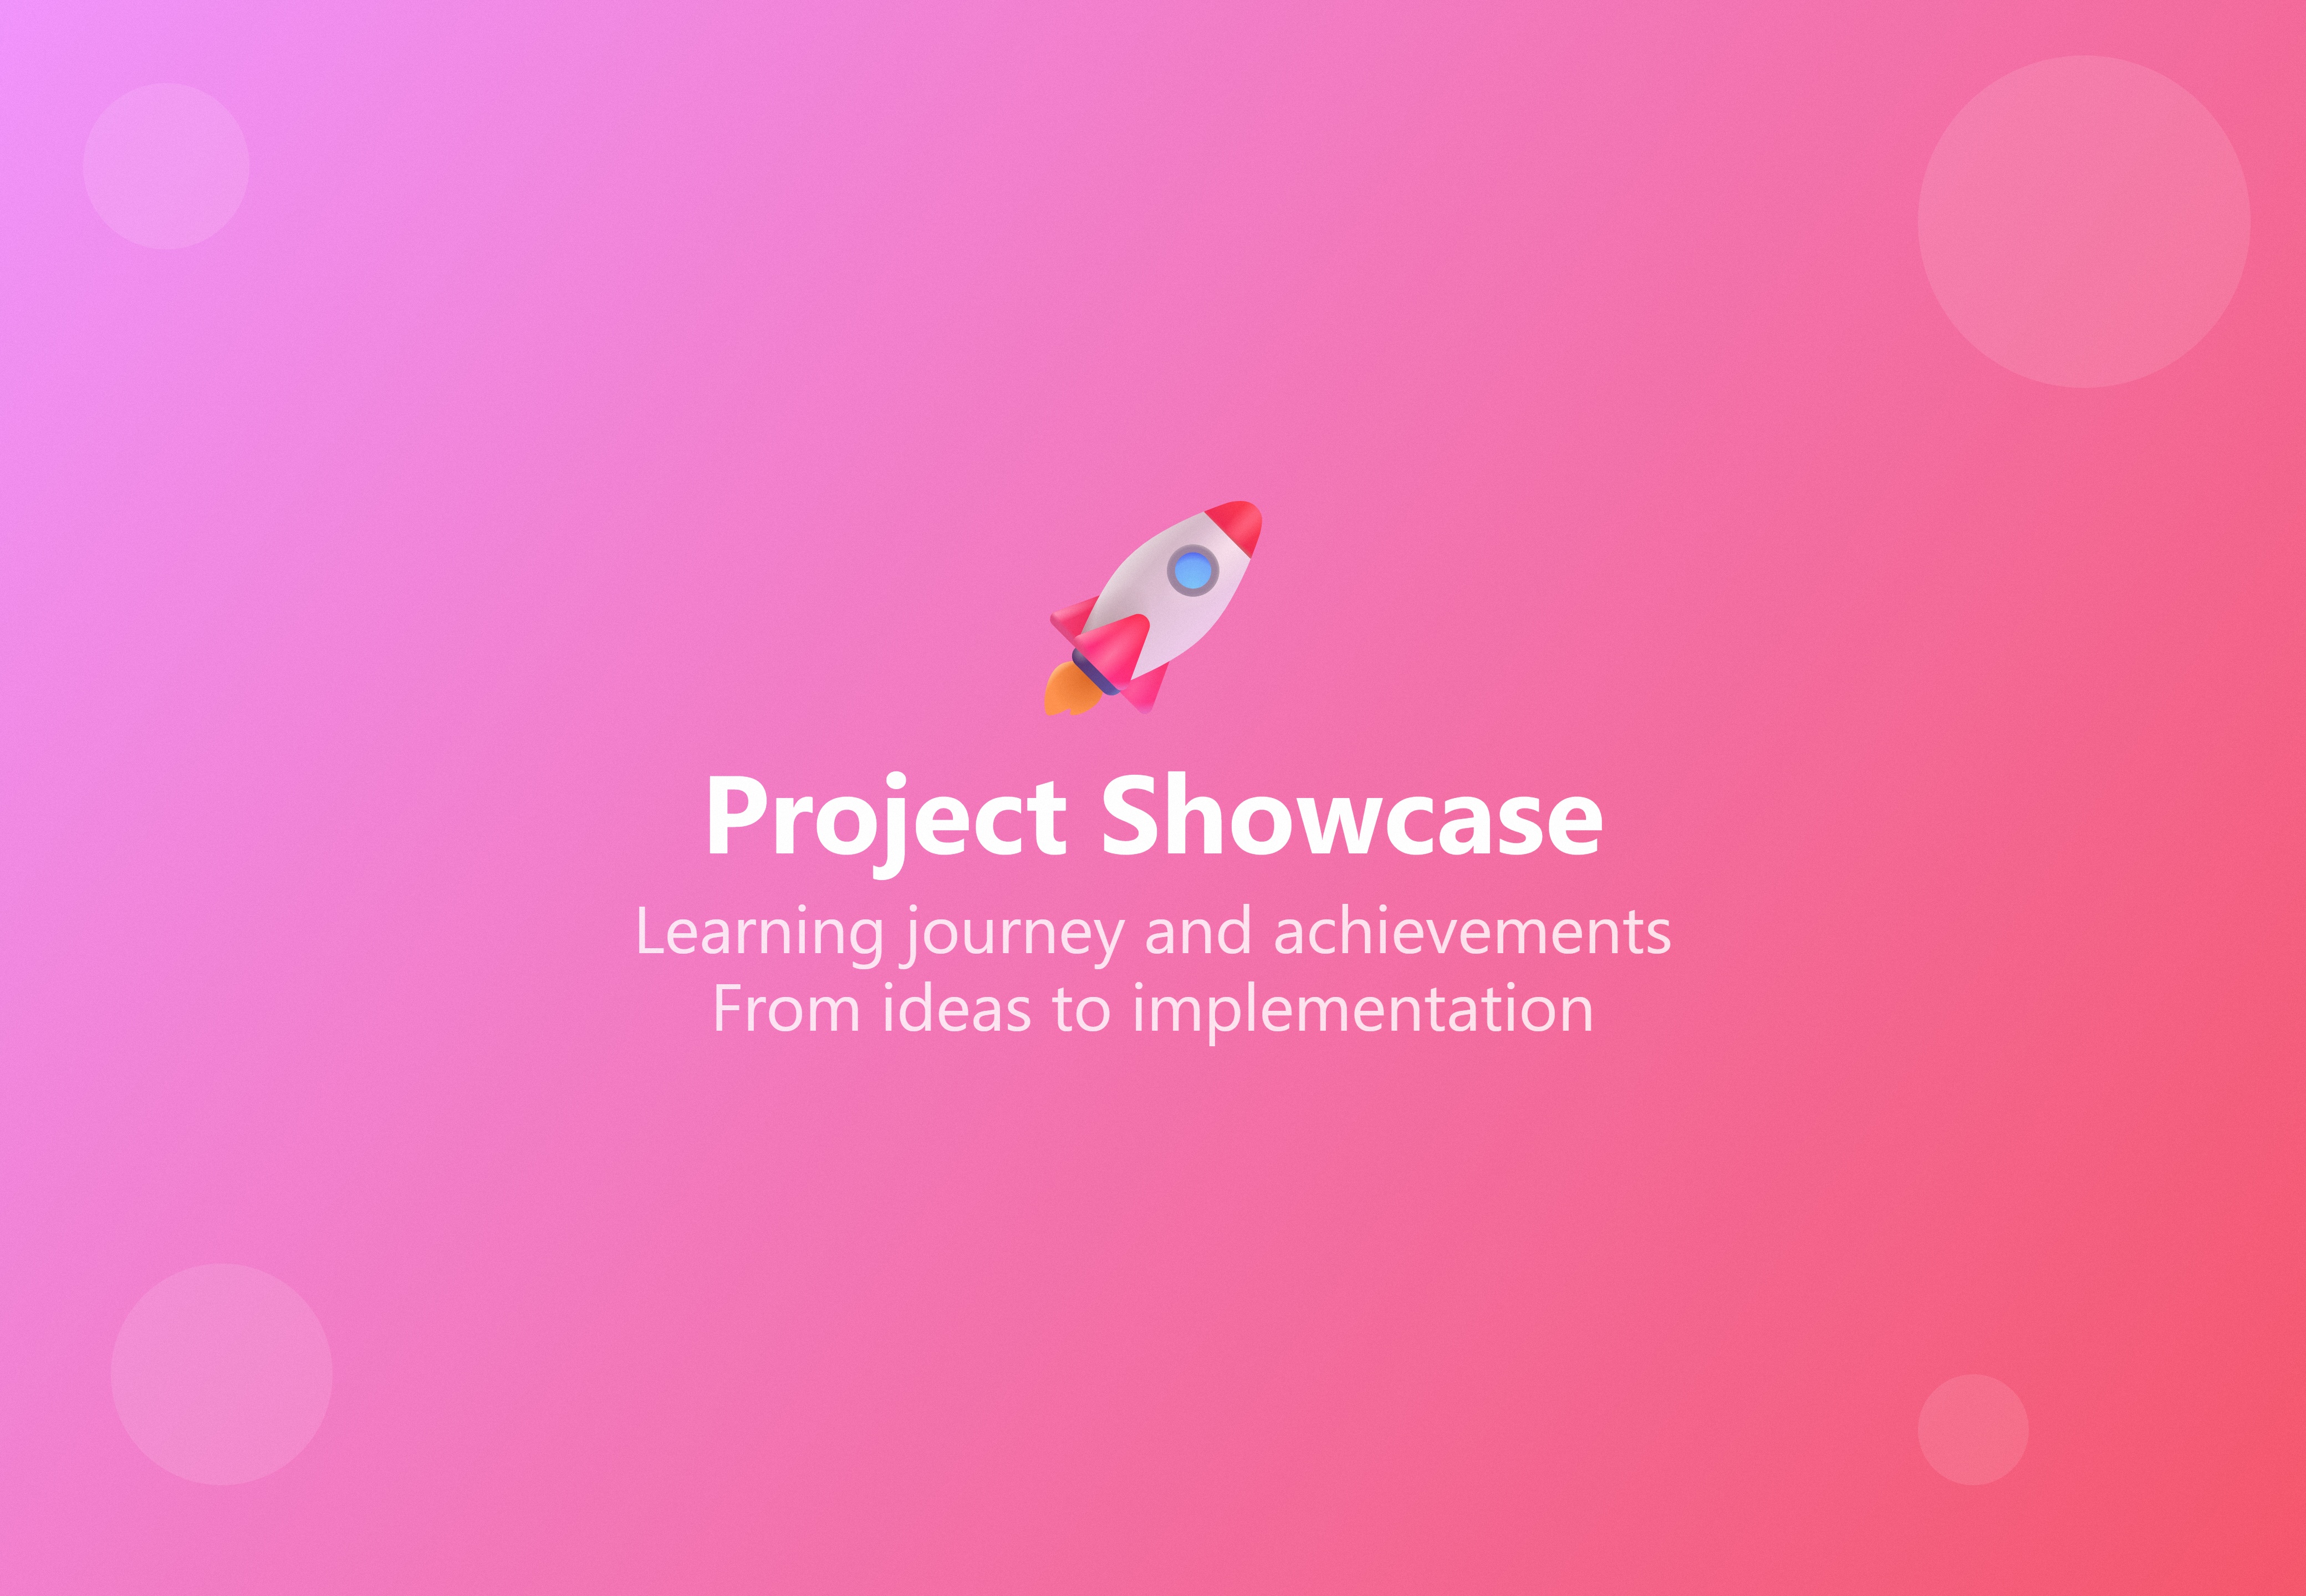 Project Showcase
Learning journey and achievements
From ideas to implementation